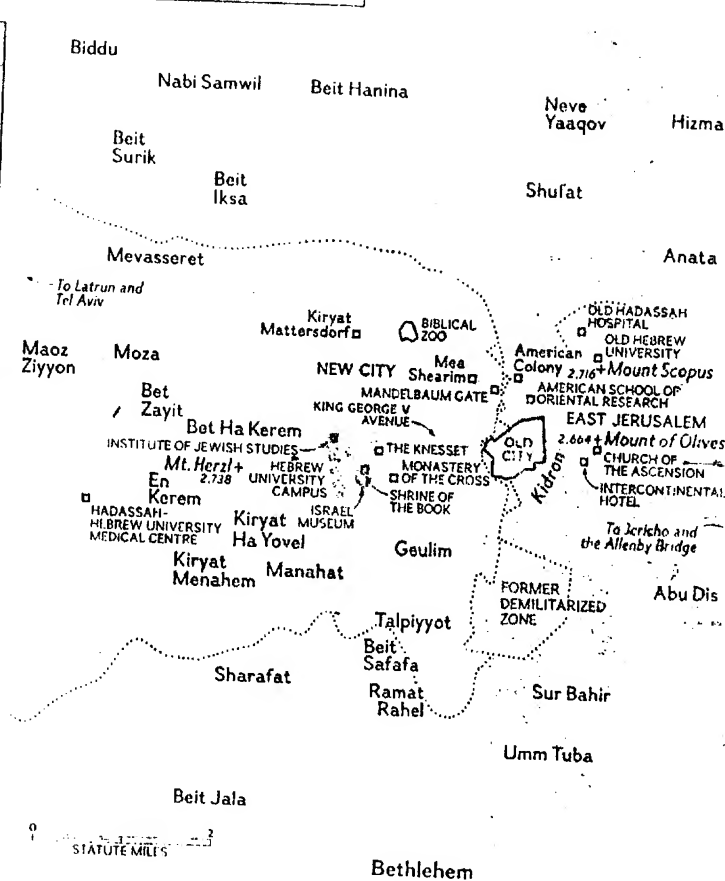 Biddu
Nabi Samwil
Beit Hanina
Neve
Yaaqov
Hizma
Beit
Surik
Beit
Iksa
Shufat
Mevasseret
Anata
To Latrun and
Tel Aviv
Kiryat
Mattersdorf
BIBLICAL
ZOO
OLD HADASSAH
HOSPITAL
OLD HEBREW
UNIVERSITY
Maoz
Ziyyon
Moza
NEW CITY
Mea
Shearim
American
Colony
2.716+Mount Scopus
MANDELBAUM GATE
AMERICAN SCHOOL OF
ORIENTAL RESEARCH
Bet
Zayit
KING GEORGE V
AVENUE
EAST JERUSALEM
Bet Ha Kerem
INSTITUTE OF JEWISH STUDIES
THE KNESSET
OLD
CITY
2.664+Mount of Olives
Mt. Herzl+
2.738
HEBREW
UNIVERSITY
CAMPUS
MONASTERY
OF THE CROSS
Kidron
CHURCH OF
THE ASCENSION
En
Kerem
ISRAEL
MUSEUM
SHRINE OF
THE BOOK
INTERCONTINENTAL
HOTEL
HADASSAH-
HEBREW UNIVERSITY
MEDICAL CENTRE
Kiryat
Ha Yovel
To Jericho and
the Allenby Bridge
Kiryat
Menahem
Manahat
Geulim
FORMER
DEMILITARIZED
ZONE
Abu Dis
Talpiyyot
Beit
Safafa
Sharafat
Ramat
Rahel
Sur Bahir
Umm Tuba
Beit Jala
0 2
STATUTE MILES
Bethlehem